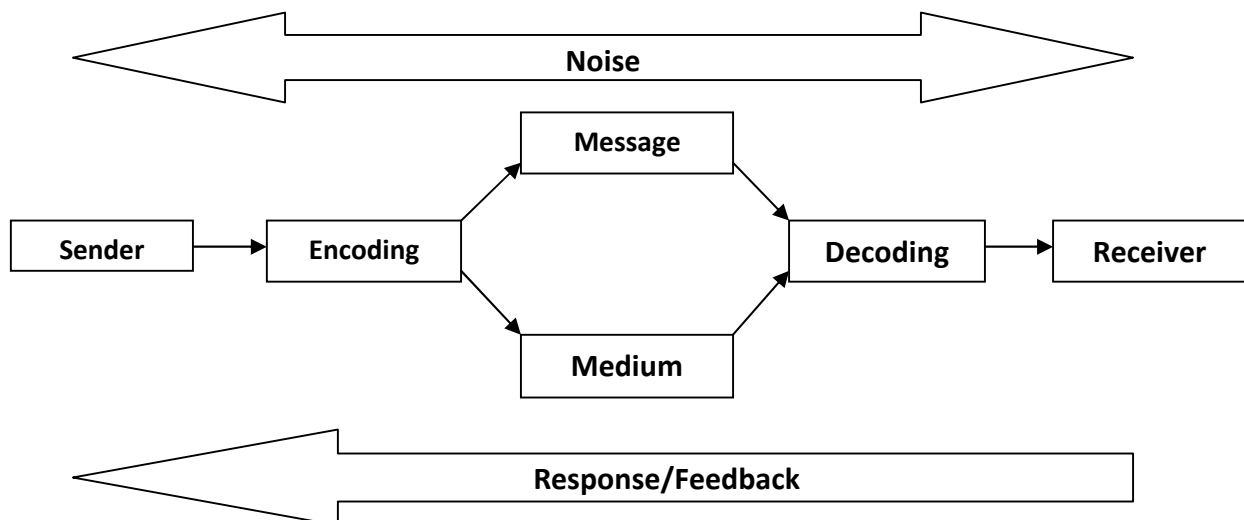 Noise
Message
Sender
Encoding
Decoding
Receiver
Medium
Response/Feedback